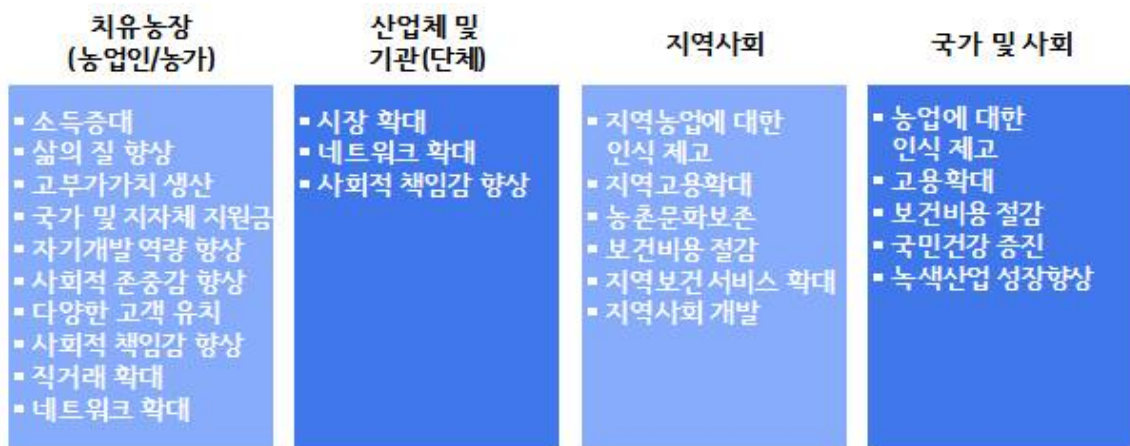 치유농장
(농업인/농가)
▪ 소득증대
▪ 삶의 질 향상
▪ 고부가가치 생산
▪ 국가 및 지자체 지원금
▪ 자기개발 역량 향상
▪ 사회적 존중감 향상
▪ 다양한 고객 유치
▪ 사회적 책임감 향상
▪ 직거래 확대
▪ 네트워크 확대
산업체 및
기관(단체)
▪ 시장 확대
▪ 네트워크 확대
▪ 사회적 책임감 향상
지역사회
▪ 지역농업에 대한
인식 제고
▪ 지역고용확대
▪ 농촌문화보존
▪ 보건비용 절감
▪ 지역보건 서비스 확대
▪ 지역사회 개발
국가 및 사회
▪ 농업에 대한
인식 제고
▪ 고용확대
▪ 보건비용 절감
▪ 국민건강 증진
▪ 녹색산업 성장향상